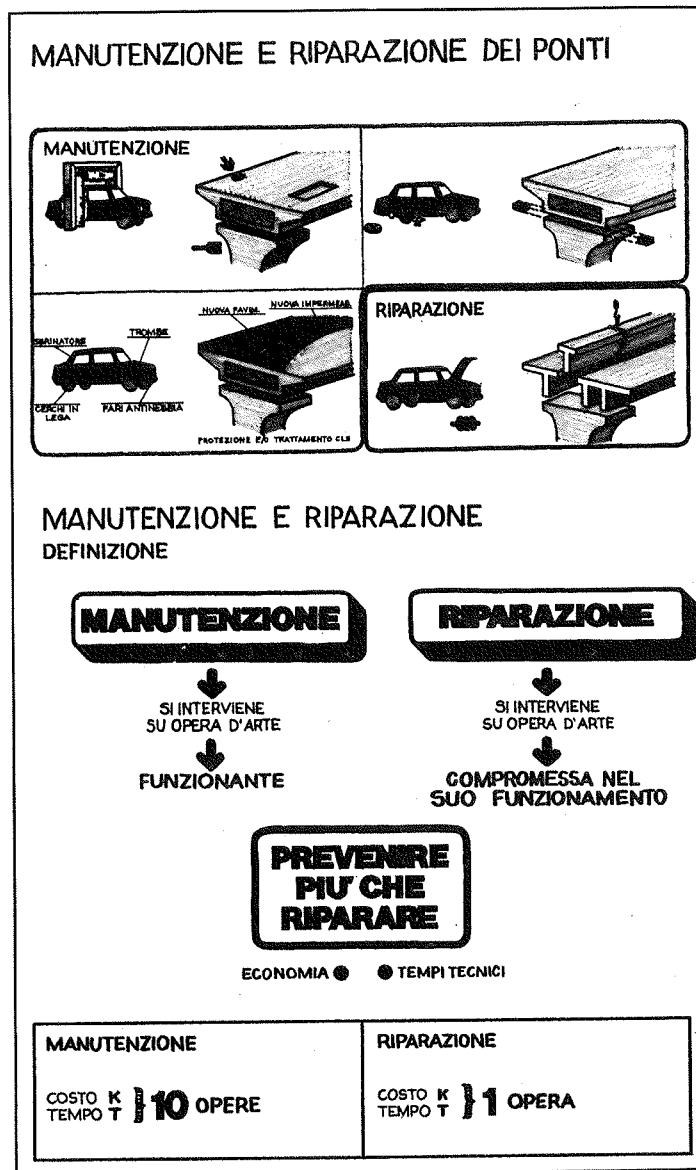 MANUTENZIONE E RIPARAZIONE DEI PONTI
MANUTENZIONE
NUOVA PAVIM.
NUOVA IMPERMEAB.
TROMBE
CERCHI IN
LEGA
FARI ANTINEBBIA
PROTEZIONE E/O TRATTAMENTO CLS
RIPARAZIONE
MANUTENZIONE E RIPARAZIONE
DEFINIZIONE
MANUTENZIONE
SI INTERVIENE
SU OPERA D'ARTE
FUNZIONANTE
RIPARAZIONE
SI INTERVIENE
SU OPERA D'ARTE
COMPROMESSA NEL
SUO FUNZIONAMENTO
PREVENIRE
PIU' CHE
RIPARARE
ECONOMIA
TEMPI TECNICI
MANUTENZIONE
COSTO K
TEMPO T
} 10 OPERE
RIPARAZIONE
COSTO K
TEMPO T
} 1 OPERA